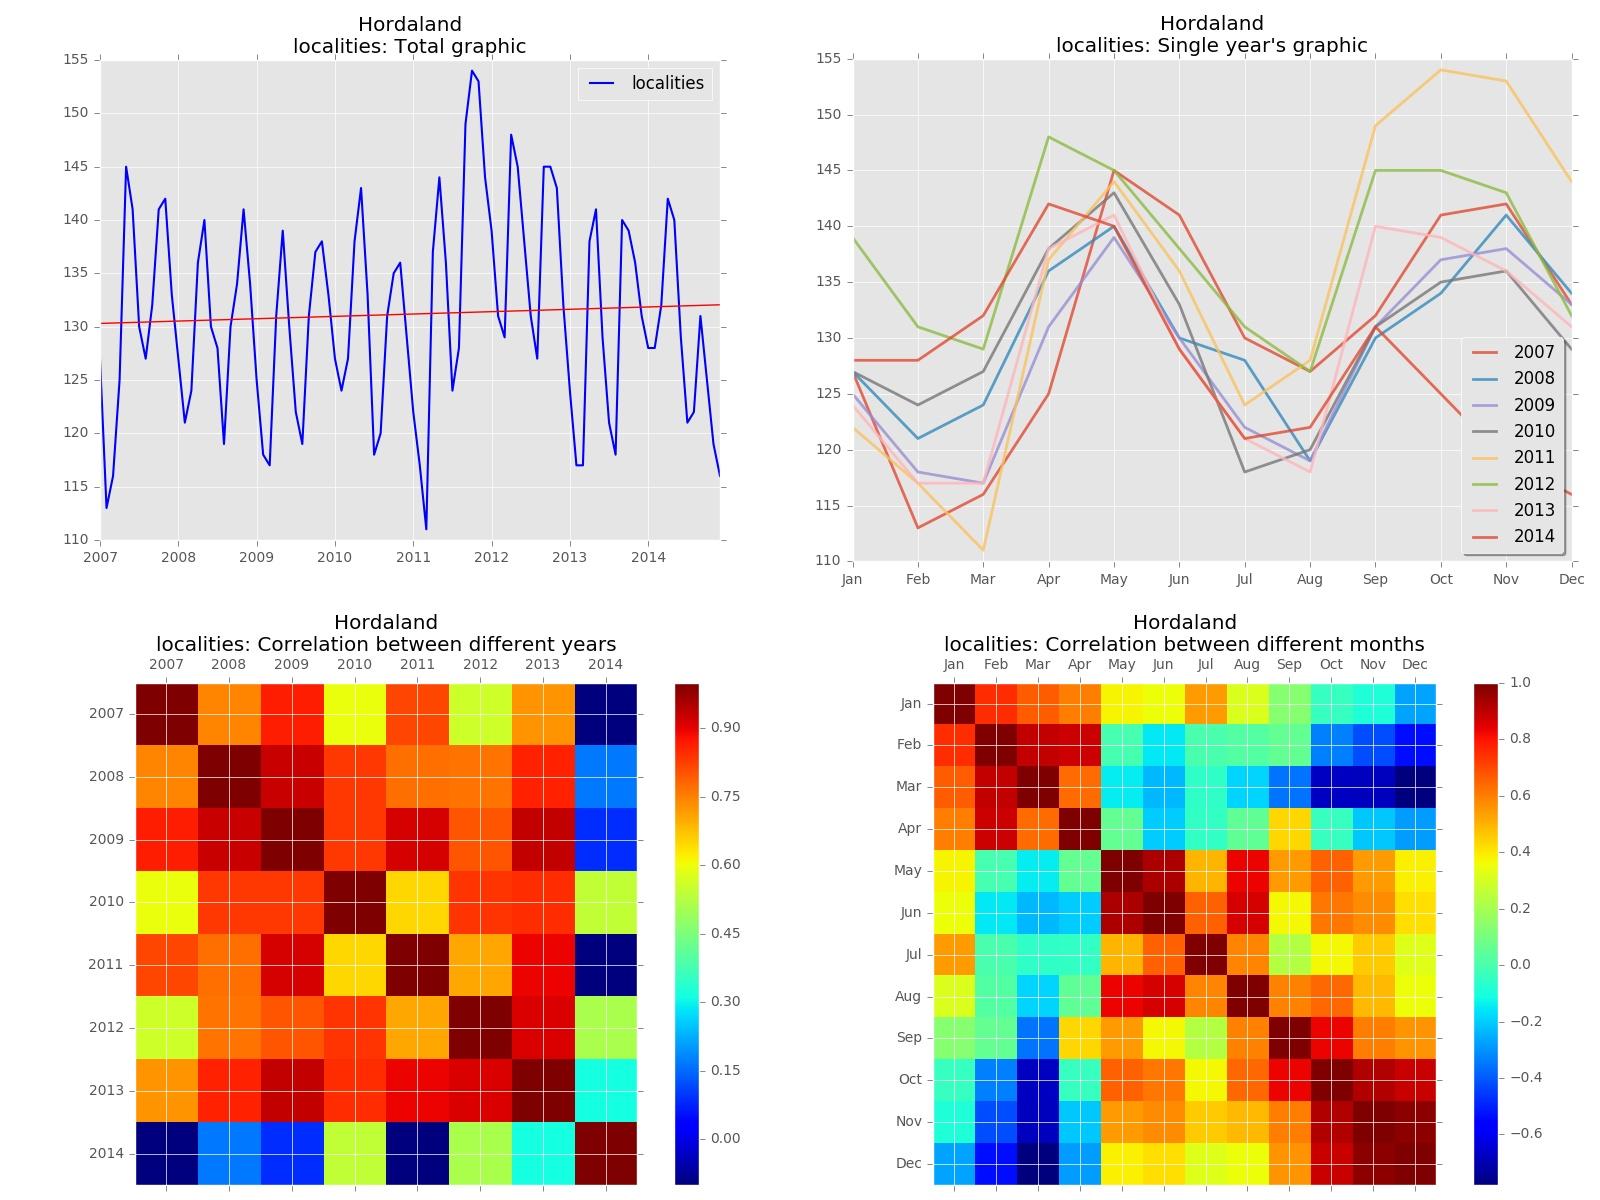 Hordaland
localities: Total graphic
155
150
145
140
135
130
125
120
115
110
2007 2008 2009 2010 2011 2012 2013 2014
localities
Hordaland
localities: Single year's graphic
155
150
145
140
135
130
125
120
115
110
Jan Feb Mar Apr May Jun Jul Aug Sep Oct Nov Dec
2007
2008
2009
2010
2011
2012
2013
2014
Hordaland
localities: Correlation between different years
2007 2008 2009 2010 2011 2012 2013 2014
2007
2008
2009
2010
2011
2012
2013
2014
0.90
0.75
0.60
0.45
0.30
0.15
0.00
Hordaland
localities: Correlation between different months
Jan Feb Mar Apr May Jun Jul Aug Sep Oct Nov Dec
Jan
Feb
Mar
Apr
May
Jun
Jul
Aug
Sep
Oct
Nov
Dec
1.0
0.8
0.6
0.4
0.2
0.0
−0.2
−0.4
−0.6